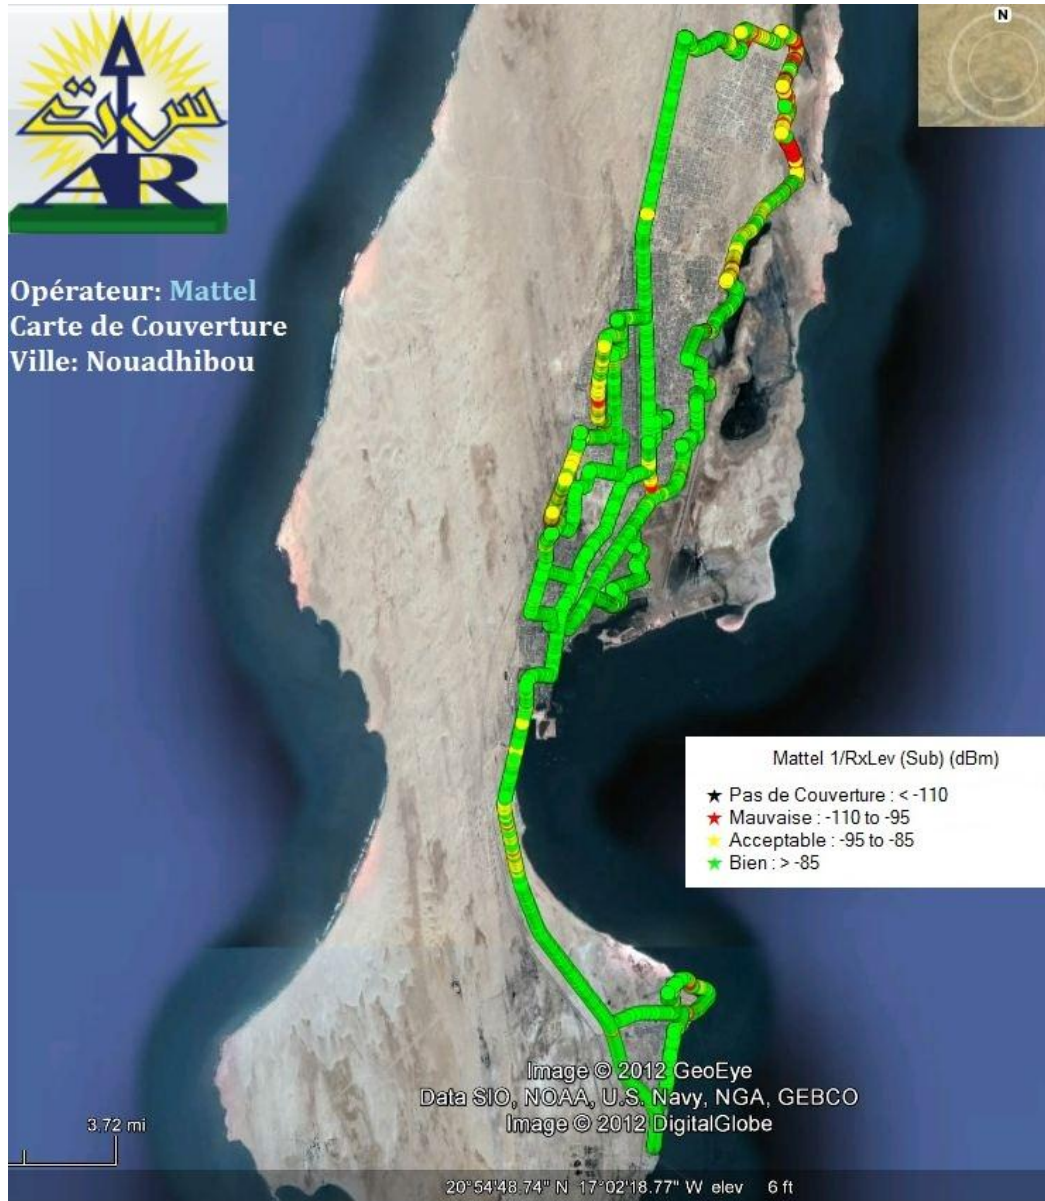 سلت
AR
N
Opérateur: Mattel
Carte de Couverture
Ville: Nouadhibou
Mattel 1/RxLev (Sub) (dBm)
Pas de Couverture : < -110
Mauvaise : -110 to -95
Acceptable : -95 to -85
Bien : > -85
Image © 2012 GeoEye
Data SIO, NOAA, U.S. Navy, NGA, GEBCO
Image © 2012 DigitalGlobe
3.72 mi
20°54'48.74" N 17°02'18.77" W elev 6 ft